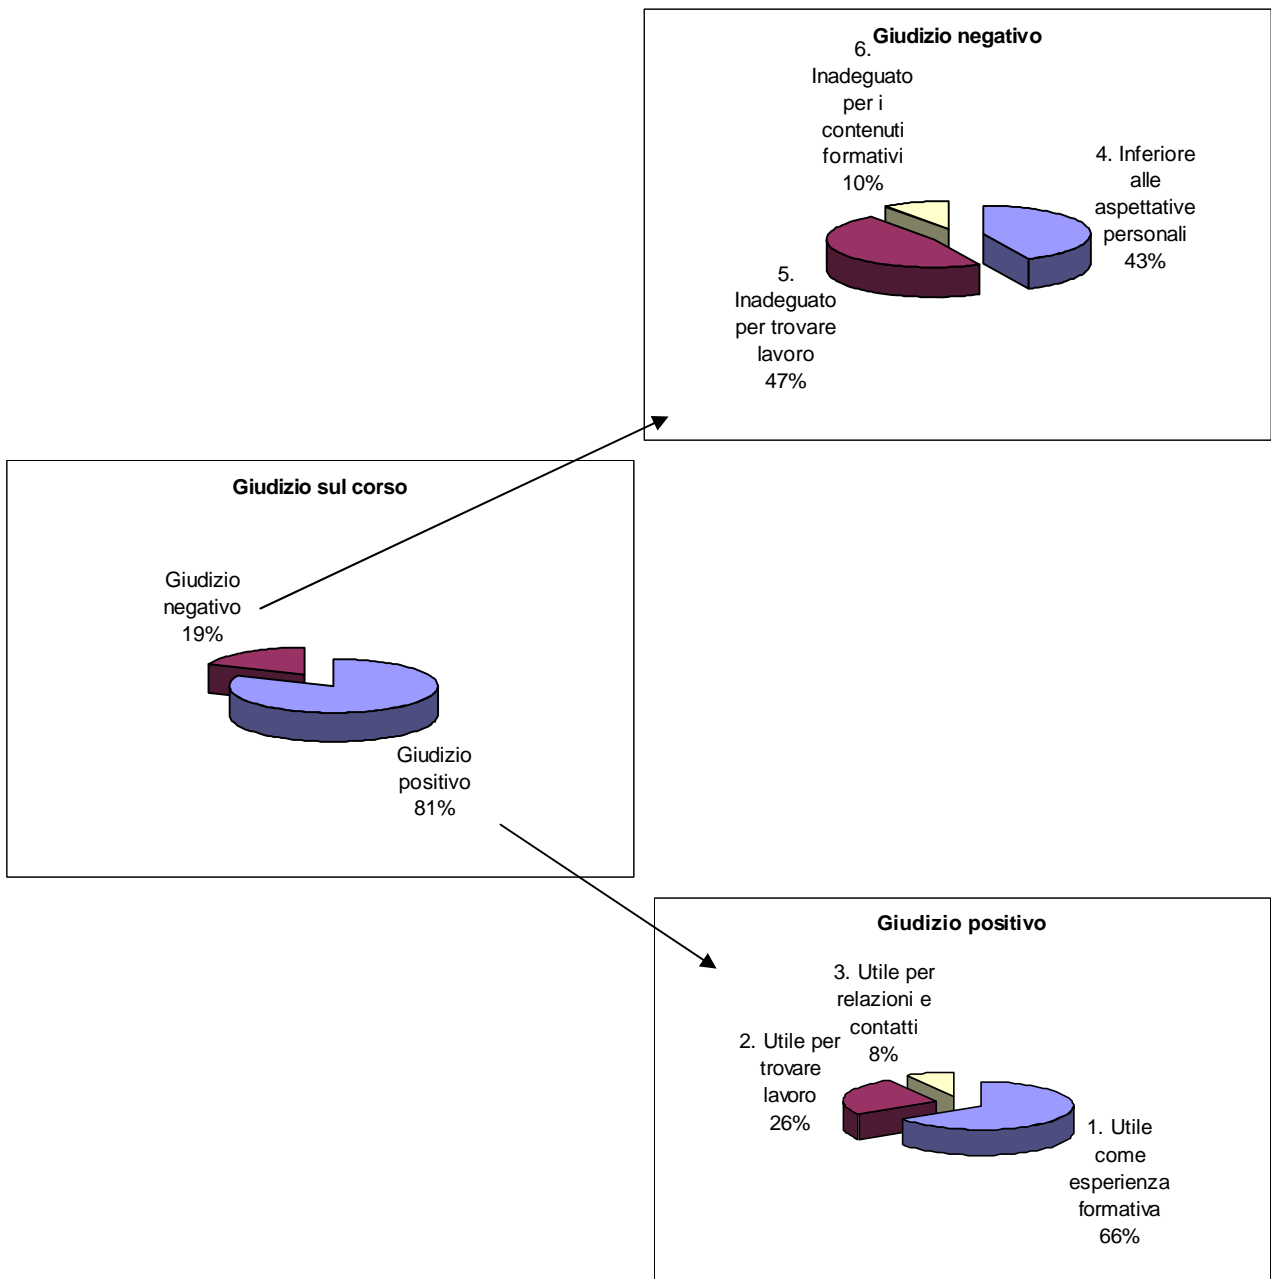 Giudizio negativo
6.
Inadeguato
per i
contenuti
formativi
10%
4. Inferiore
alle
aspettative
personali
43%
5.
Inadeguato
per trovare
lavoro
47%
Giudizio sul corso
Giudizio
negativo
19%
Giudizio
positivo
81%
Giudizio positivo
3. Utile per
relazioni e
contatti
8%
2. Utile per
trovare
lavoro
26%
1. Utile
come
esperienza
formativa
66%